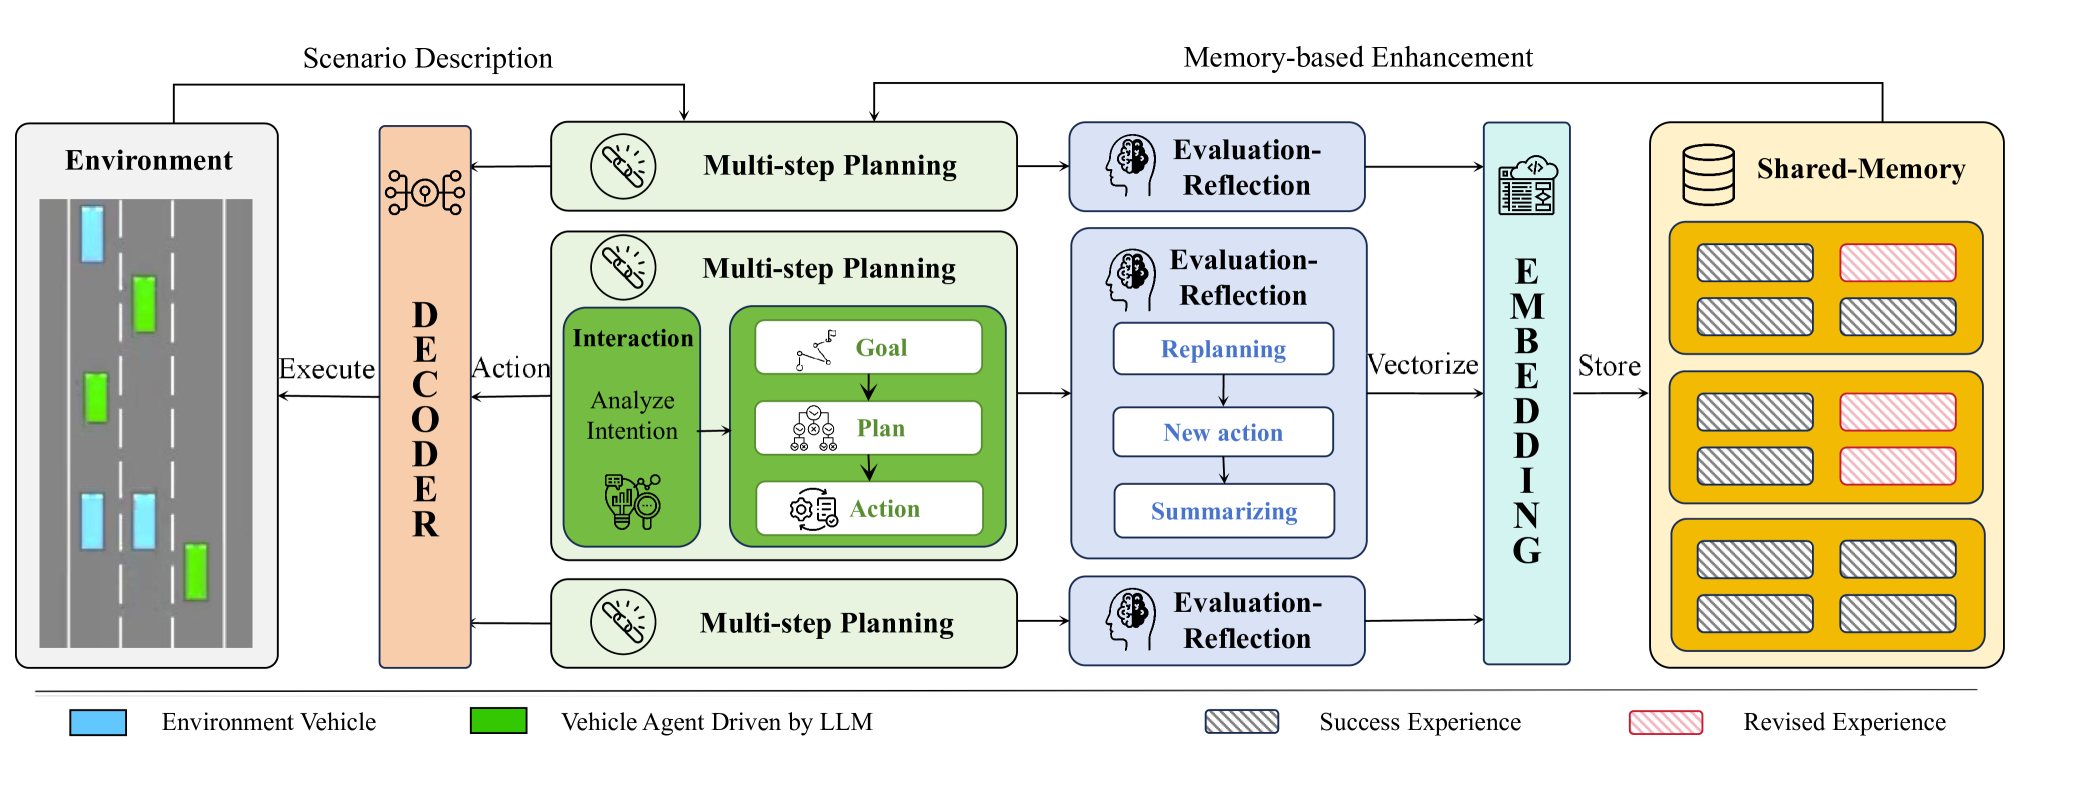 Scenario Description
Memory-based Enhancement
Environment
DECODER
Multi-step Planning
Evaluation-
Reflection
EMBEDDING
Shared-Memory
Multi-step Planning
Interaction
Analyze
Intention
Goal
Plan
Action
Evaluation-
Reflection
Replanning
New action
Summarizing
Execute
Action
Vectorize
Store
Multi-step Planning
Evaluation-
Reflection
Environment Vehicle
Vehicle Agent Driven by LLM
Success Experience
Revised Experience